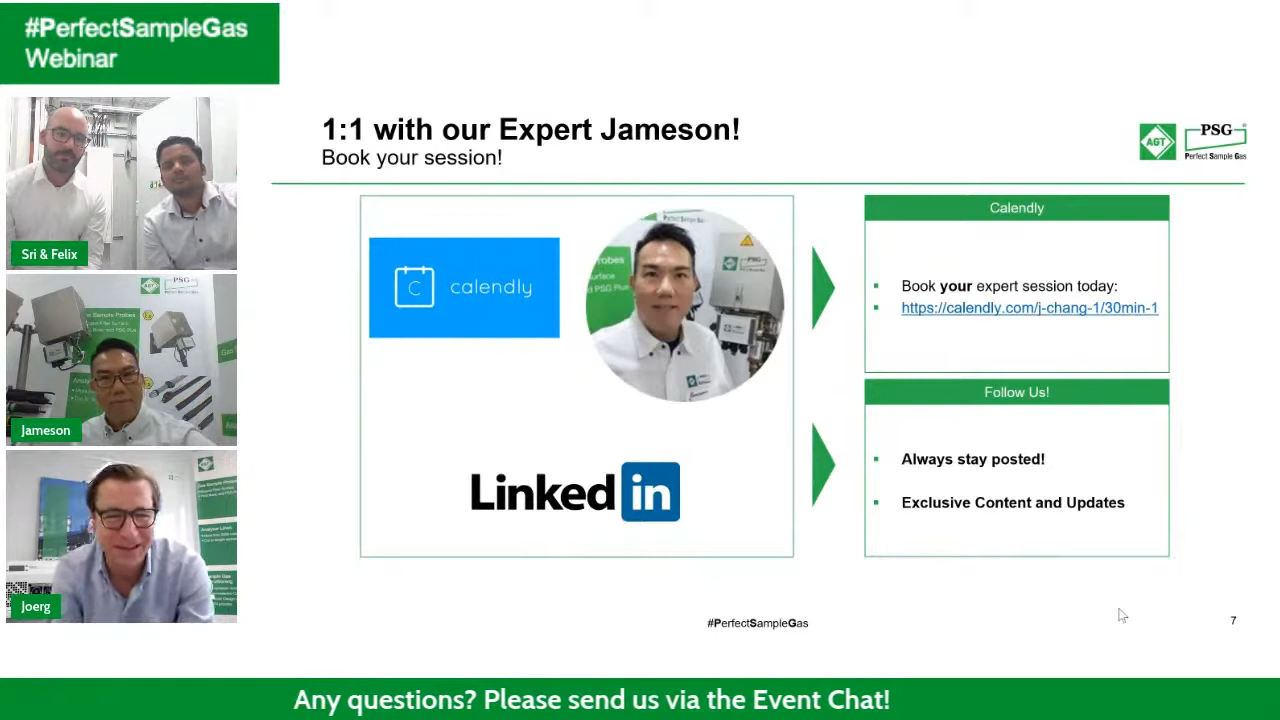 #PerfectSampleGas
Webinar
1:1 with our Expert Jameson!
Book your session!
AGT
PSG
Perfect Sample Gas
Sri & Felix
Jameson
Joerg
calendly
LinkedIn
Calendly
Book your expert session today:
https://calendly.com/j-chang-1/30min-1
Follow Us!
Always stay posted!
Exclusive Content and Updates
#PerfectSampleGas
7
Any questions? Please send us via the Event Chat!